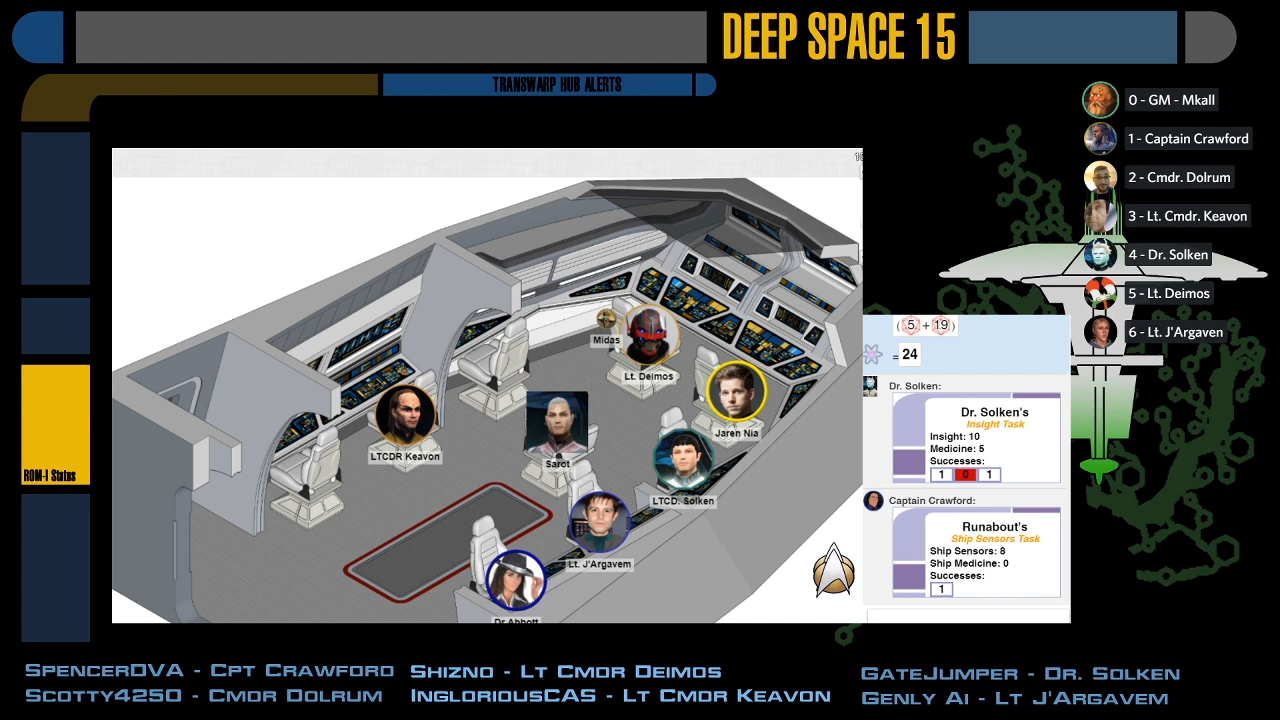 DEEP SPACE 15
TRANSWARP HUB ALERTS
0 - GM - Mkall
1 - Captain Crawford
2 - Cmdr. Dolrum
3 - Lt. Cmdr. Keavon
4 - Dr. Solken
5 - Lt. Deimos
6 - Lt. J'Argaven
ROM-I Status
Midas
Lt. Deimos
Jaren Nia
LTCDR Keavon
Sarot
LTCD. Solken
Lt. J'Argavem
Dr Abbott
(5+19)
=24
Dr. Solken:
Dr. Solken's
Insight Task
Insight: 10
Medicine: 5
Successes:
1 0 1
Captain Crawford:
Runabout's
Ship Sensors Task
Ship Sensors: 8
Ship Medicine: 0
Successes:
1
SpencerDVA - Cpt Crawford
Scotty4250 - Cmdr Dolrum
Shizno - Lt Cmdr Deimos
IngloriousCAS - Lt Cmdr Keavon
GateJumper - Dr. Solken
Genly Ai - Lt J'Argavem